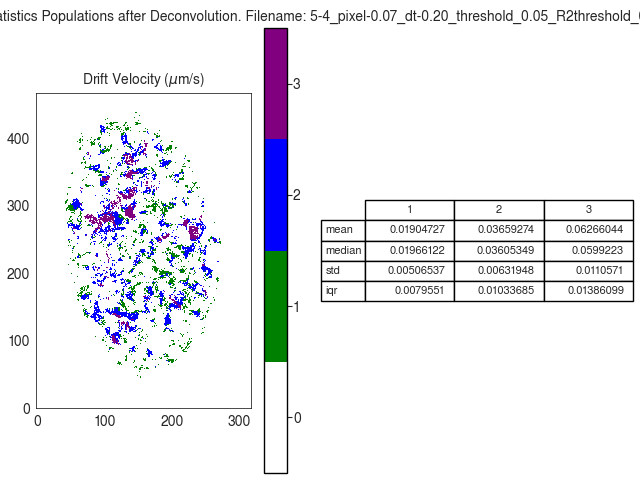 atistics Populations after Deconvolution. Filename: 5-4_pixel-0.07_dt-0.20_threshold_0.05_R2threshold_
Drift Velocity (μm/s)
400
300
200
100
0
0 100 200 300
3
2
1
0
1 2 3
mean 0.01904727 0.03659274 0.06266044
median 0.01966122 0.03605349 0.0599223
std 0.00506537 0.00631948 0.0110571
iqr 0.0079551 0.01033685 0.01386099